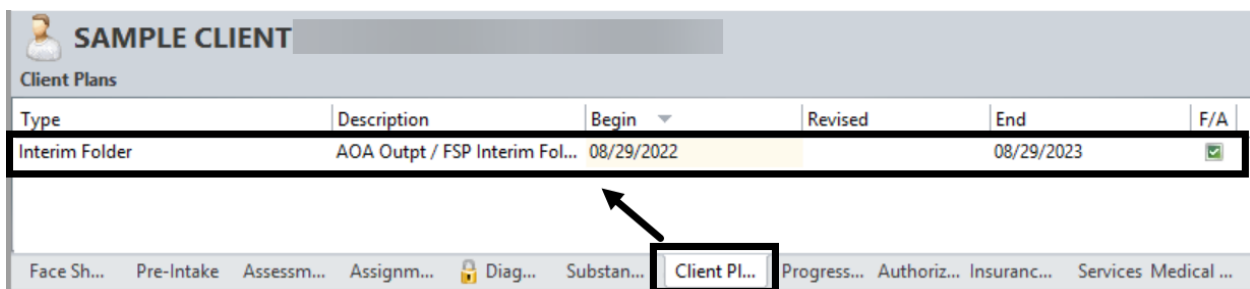 SAMPLE CLIENT
Client Plans
Type Description Begin Revised End F/A
Interim Folder AOA Outpt / FSP Interim Fol... 08/29/2022 08/29/2023
Face Sh... Pre-Intake Assessm... Assignm... Diag... Substan... Client Pl... Progress... Authoriz... Insuranc... Services Medical ...